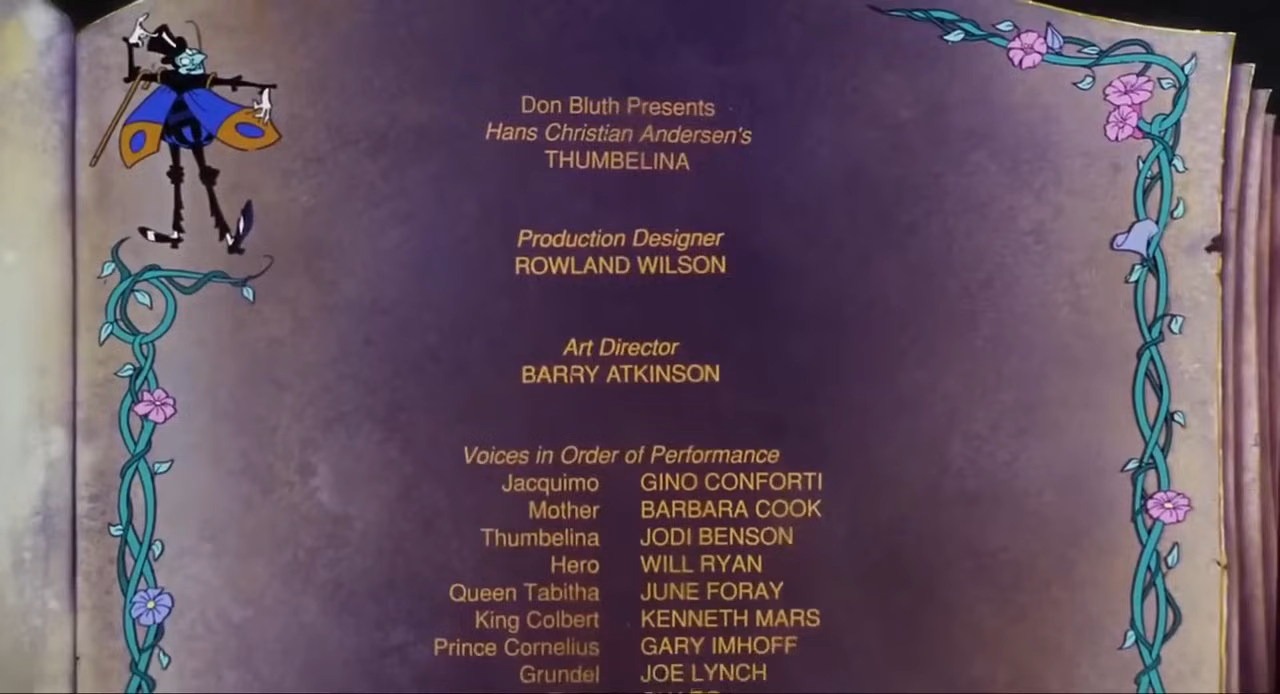 Don Bluth Presents
Hans Christian Andersen's
THUMBELINA
Production Designer
ROWLAND WILSON
Art Director
BARRY ATKINSON
Voices in Order of Performance
Jacquimo GINO CONFORTI
Mother BARBARA COOK
Thumbelina JODI BENSON
Hero WILL RYAN
Queen Tabitha JUNE FORAY
King Colbert KENNETH MARS
Prince Cornelius GARY IMHOFF
Grundel JOE LYNCH